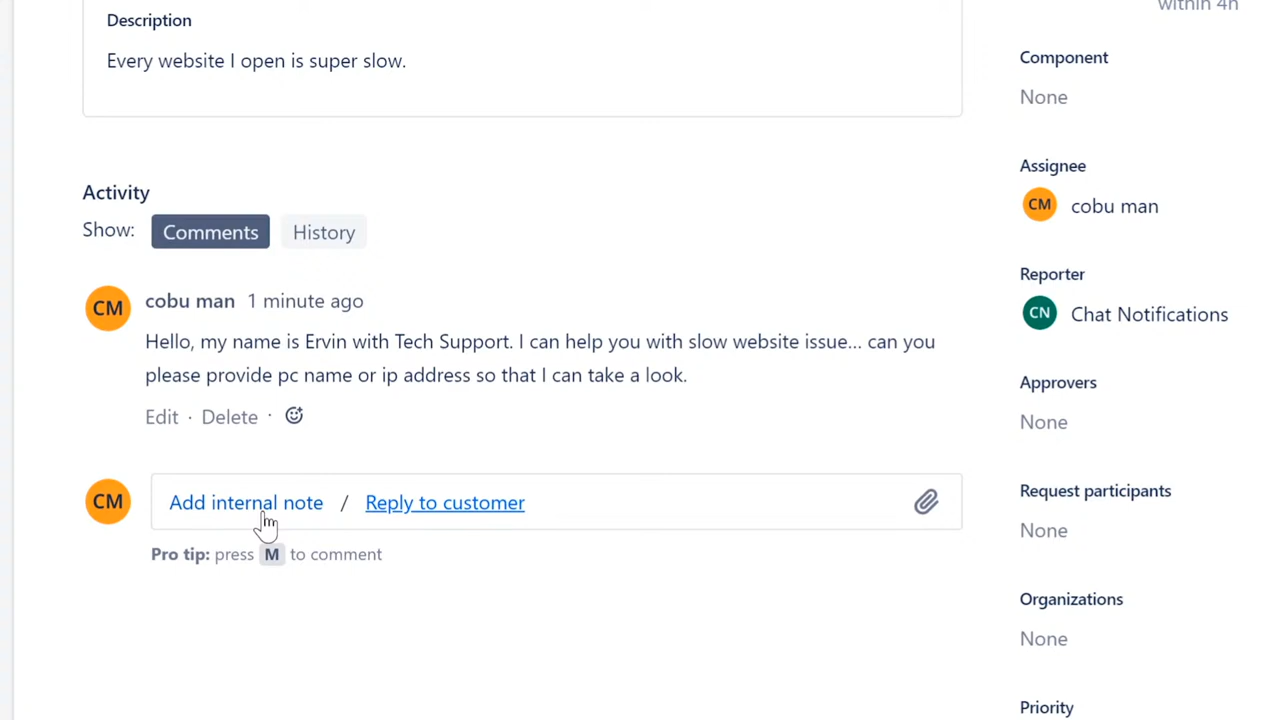 within 4h
Description
Every website I open is super slow.
Component
None
Assignee
CM cobu man
Activity
Show: Comments History
Reporter
CN Chat Notifications
CM cobu man 1 minute ago
Hello, my name is Ervin with Tech Support. I can help you with slow website issue... can you
please provide pc name or ip address so that I can take a look.
Edit · Delete ·
Approvers
None
CM Add internal note / Reply to customer
Pro tip: press M to comment
Request participants
None
Organizations
None
Priority